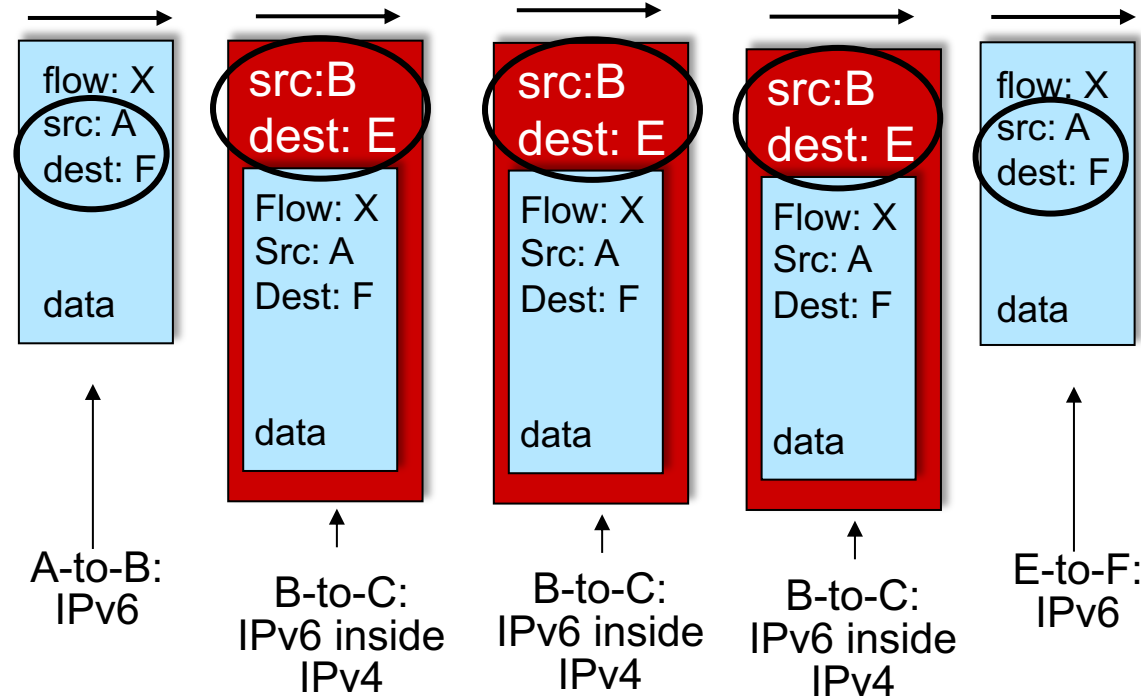 flow: X
src: A
dest: F
data
src:B
dest: E
Flow: X
Src: A
Dest: F
data
src:B
dest: E
Flow: X
Src: A
Dest: F
data
src:B
dest: E
Flow: X
Src: A
Dest: F
data
flow: X
src: A
dest: F
data
A-to-B:
IPv6
B-to-C:
IPv6 inside
IPv4
B-to-C:
IPv6 inside
IPv4
B-to-C:
IPv6 inside
IPv4
E-to-F:
IPv6